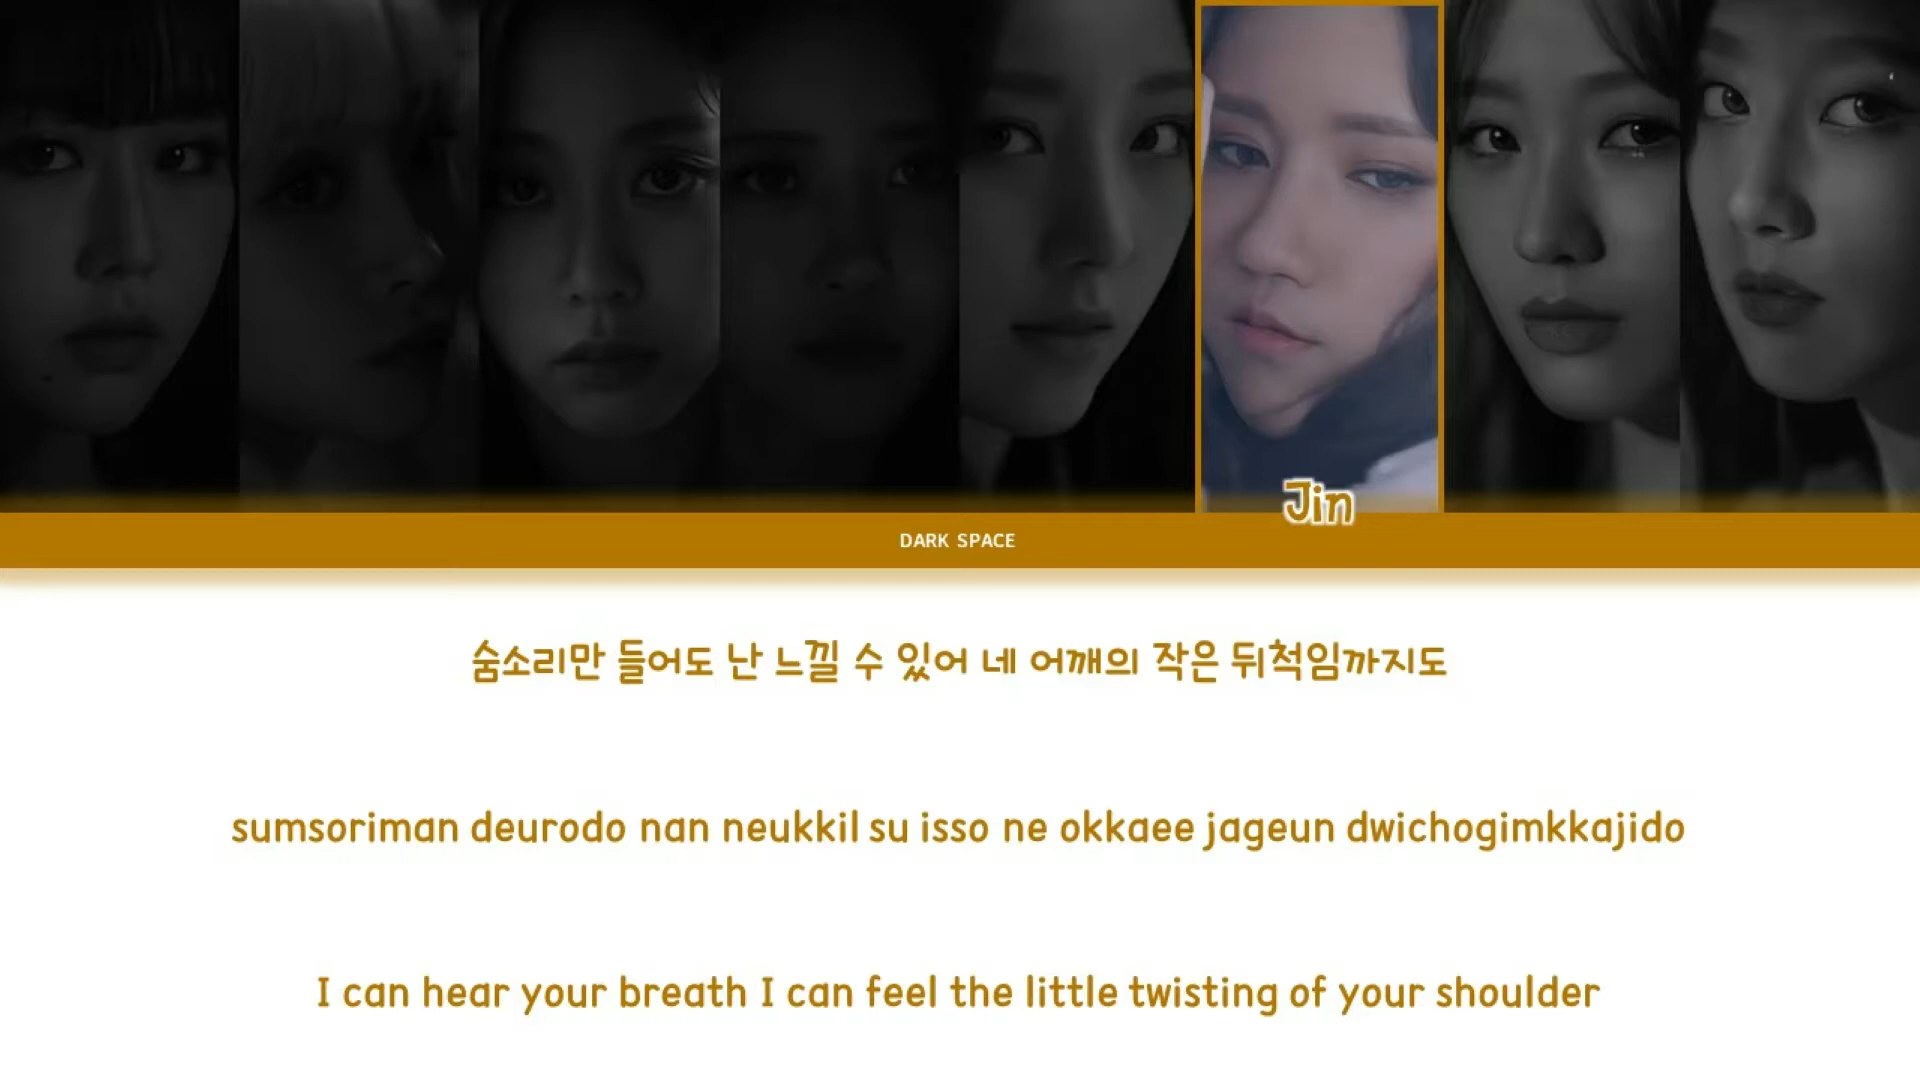 Jin
DARK SPACE
숨소리만 들어도 난 느낄 수 있어 네 어깨의 작은 뒤척임까지도
sumsoriman deurodo nan neukkil su isso ne okkaee jageun dwichogimkkajido
I can hear your breath I can feel the little twisting of your shoulder